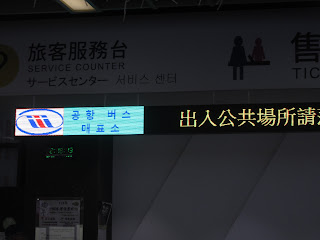 旅客服務台
SERVICE COUNTER
サービスセンター 서비스 센터
售
TIC
공항 버스
매표소
出入公共場所請